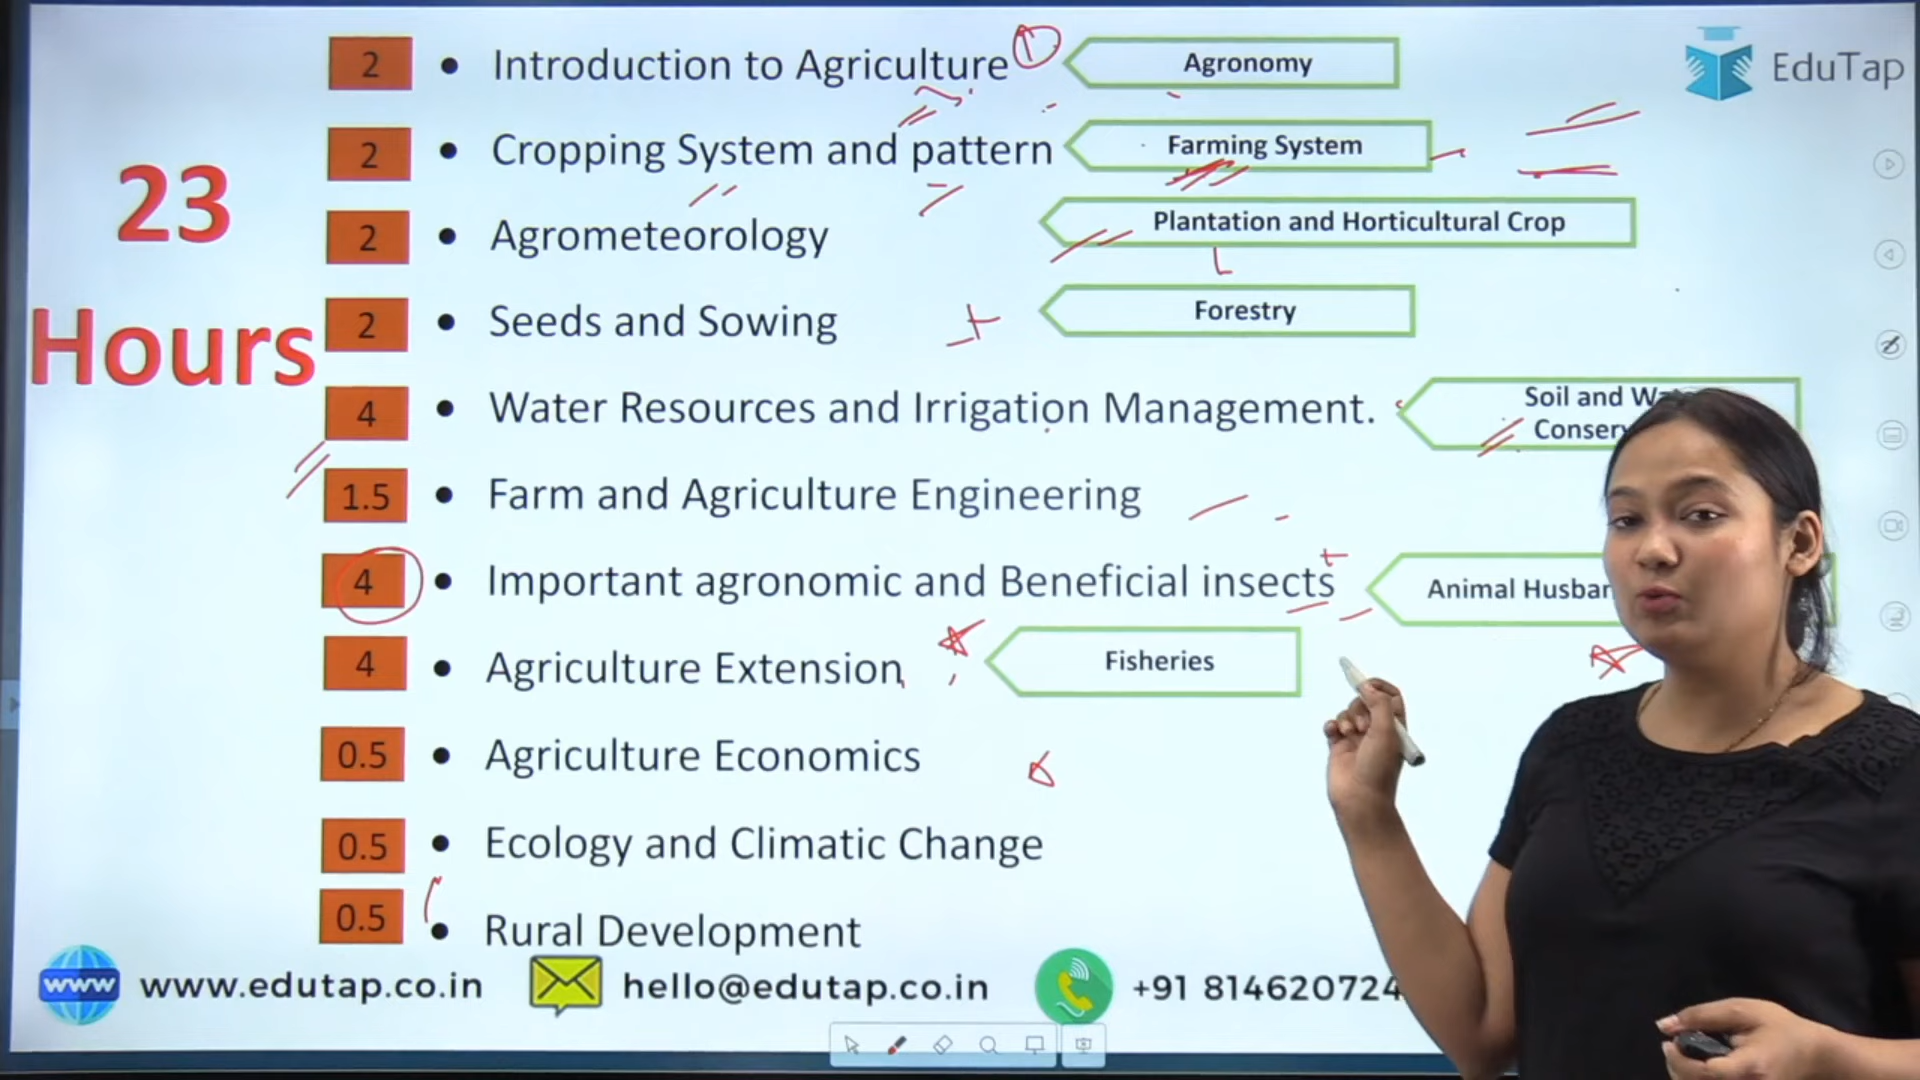 2 • Introduction to Agriculture 1 Agronomy
EduTap
2 • Cropping System and pattern Farming System
23
2 • Agrometeorology Plantation and Horticultural Crop
Hours
2 • Seeds and Sowing Forestry
4 • Water Resources and Irrigation Management. Soil and
1.5 • Farm and Agriculture Engineering
4 • Important agronomic and Beneficial insects Animal
4 • Agriculture Extension Fisheries
0.5 • Agriculture Economics
0.5 • Ecology and Climatic Change
0.5 • Rural Development
www www.edutap.co.in hello@edutap.co.in +91 814620724